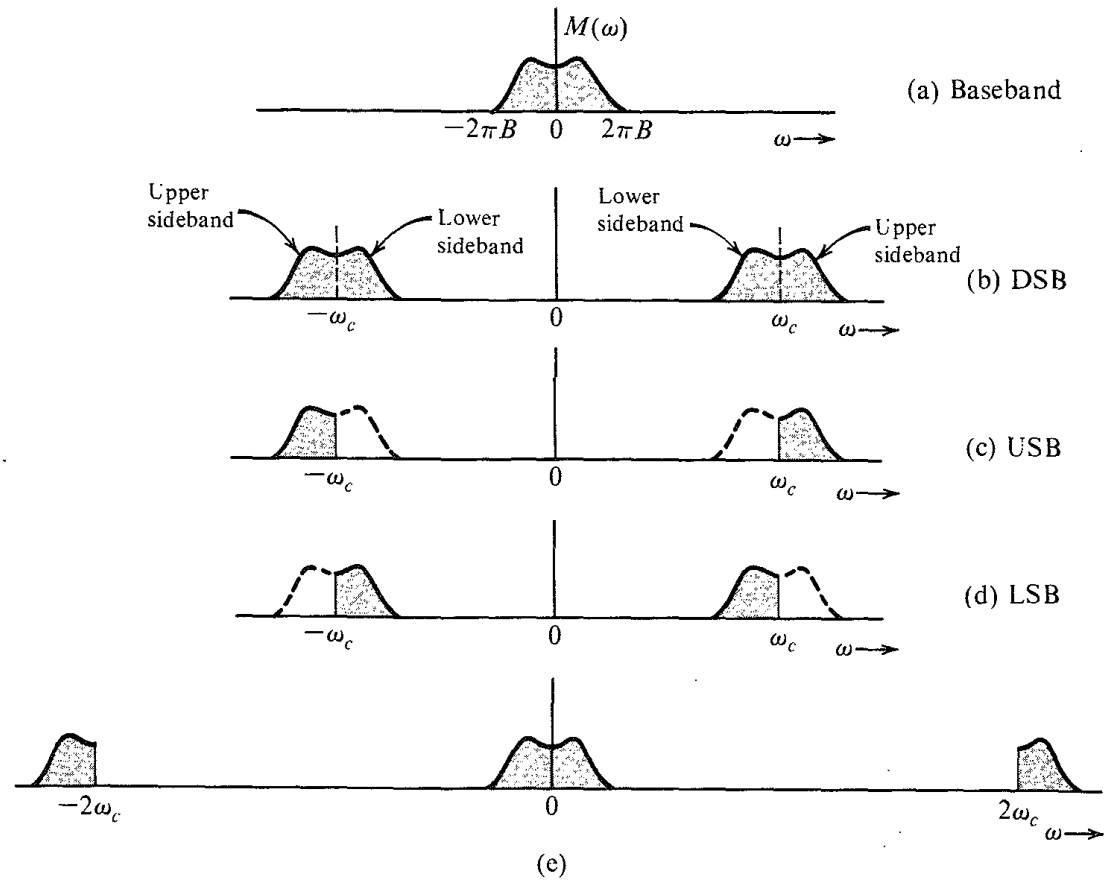 M(ω)
(a) Baseband
−2πB 0 2πB ω
Upper sideband
Lower sideband
Lower sideband
Upper sideband
(b) DSB
−ω_c 0 ω_c ω
(c) USB
−ω_c 0 ω_c ω
(d) LSB
−ω_c 0 ω_c ω
−2ω_c 0 2ω_c ω
(e)